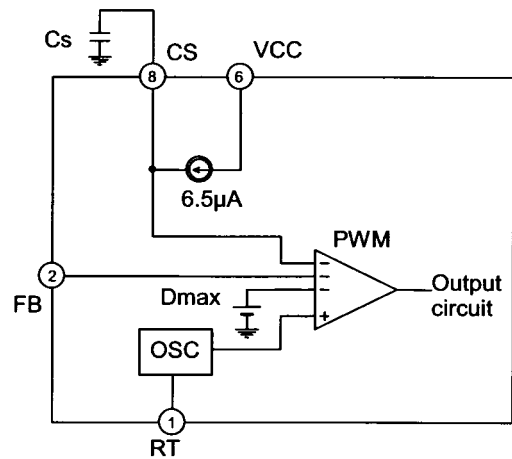 Cs
CS
VCC
8
6
6.5µA
PWM
2
FB
Dmax
Output
circuit
OSC
1
RT